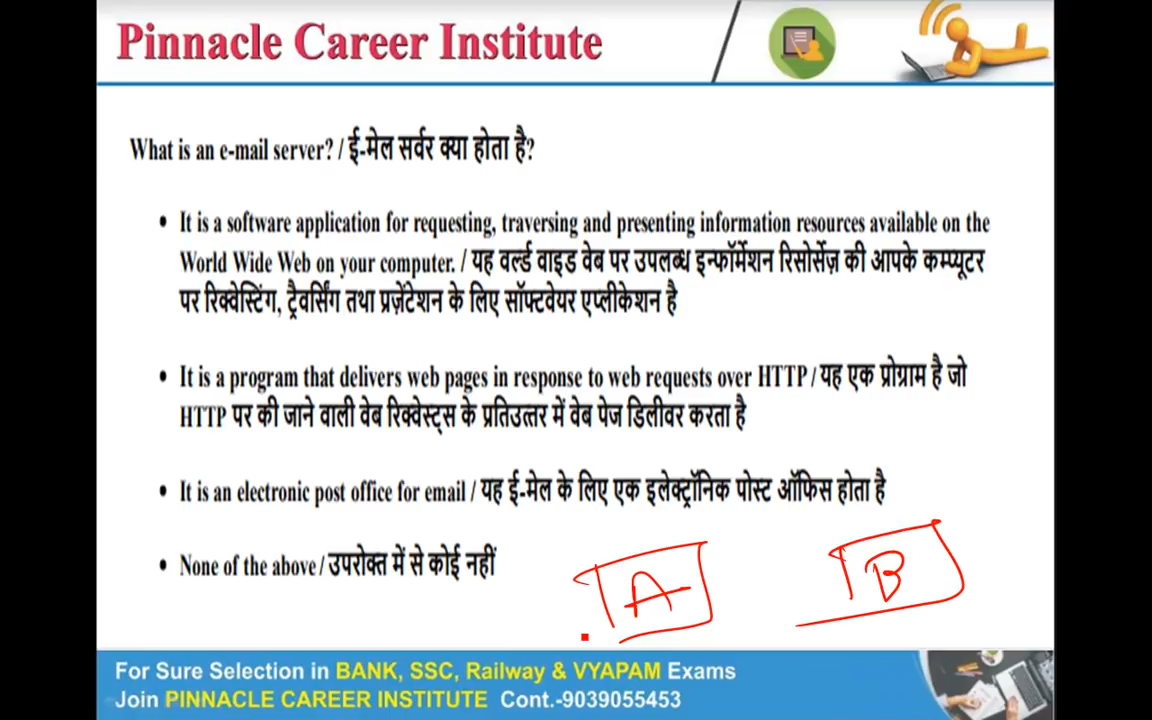 Pinnacle Career Institute
What is an e-mail server? / ई-मेल सर्वर क्या होता है?
• It is a software application for requesting, traversing and presenting information resources available on the
World Wide Web on your computer. / यह वर्ल्ड वाइड वेब पर उपलब्ध इन्फॉर्मेशन रिसोर्सेज़ की आपके कम्प्यूटर
पर रिक्वेस्टिंग, ट्रैवर्सिंग तथा प्रज़ेंटेशन के लिए सॉफ्टवेयर एप्लीकेशन है
• It is a program that delivers web pages in response to web requests over HTTP / यह एक प्रोग्राम है जो
HTTP पर की जाने वाली वेब रिक्वेस्ट्स के प्रतिउत्तर में वेब पेज डिलीवर करता है
• It is an electronic post office for email / यह ई-मेल के लिए एक इलेक्ट्रॉनिक पोस्ट ऑफिस होता है
• None of the above / उपरोक्त में से कोई नहीं
A B
For Sure Selection in BANK, SSC, Railway & VYAPAM Exams
Join PINNACLE CAREER INSTITUTE Cont.-9039055453